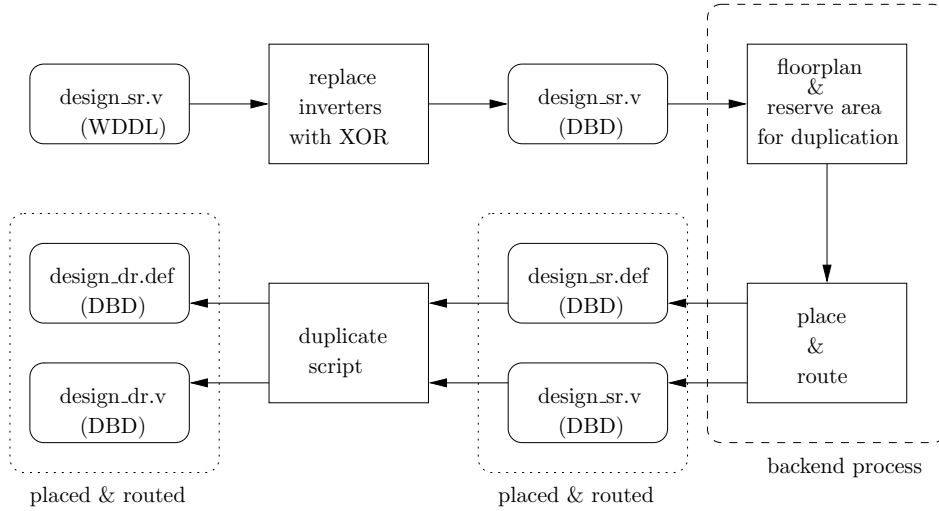 design_sr.v
(WDDL)
replace
inverters
with XOR
design_sr.v
(DBD)
floorplan
&
reserve area
for duplication
design_dr.def
(DBD)
duplicate
script
design_sr.def
(DBD)
place
&
route
design_dr.v
(DBD)
design_sr.v
(DBD)
backend process
placed & routed
placed & routed